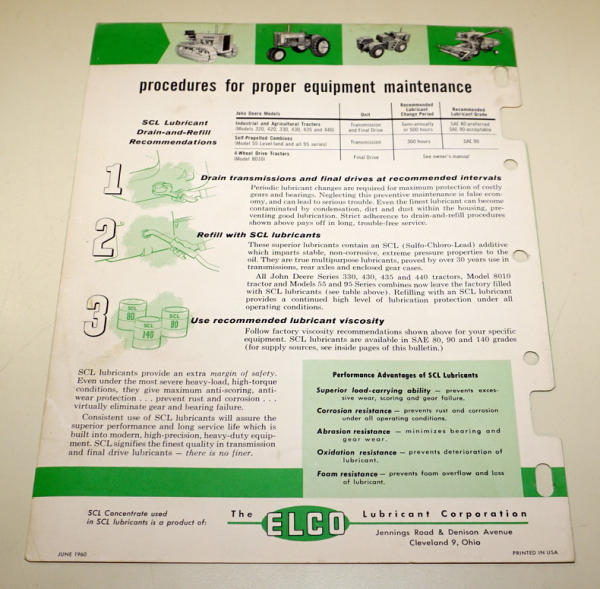 procedures for proper equipment maintenance
SCL Lubricant
Drain-and-Refill
Recommendations
John Deere Models
Unit
Recommended
Lubricant
Change Period
Recommended
Lubricant Grade
Industrial and Agricultural Tractors
(Models 320, 420, 330, 430, 435 and 440)
Transmission
and Final Drive
Semi-annually
or 500 hours
SAE 80-preferred
SAE 90-acceptable
Self-Propelled Combines
(Model 55 Level-land and all 95 series)
Transmission
300 hours
SAE 90
4-Wheel Drive Tractors
(Model 8010)
Final Drive
See owner's manual
1
Drain transmissions and final drives at recommended intervals
Periodic lubricant changes are required for maximum protection of costly
gears and bearings. Neglecting this preventive maintenance is false econ-
omy, and can lead to serious trouble. Even the finest lubricant can become
contaminated by condensation, dirt and dust within the housing, pre-
venting good lubrication. Strict adherence to drain-and-refill procedures
shown above pays off in long, trouble-free service.
2
Refill with SCL lubricants
These superior lubricants contain an SCL (Sulfo-Chloro-Lead) additive
which imparts stable, non-corrosive, extreme pressure properties to the
oil. They are true multipurpose lubricants, proved by over 30 years use in
transmissions, rear axles and enclosed gear cases.
All John Deere Series 330, 430, 435 and 440 tractors, Model 8010
tractor and Models 55 and 95 Series combines now leave the factory filled
with SCL lubricants (see table above). Refilling with an SCL lubricant
provides a continued high level of lubrication protection under all
operating conditions.
3
SCL
80
SCL
140
SCL
90
Use recommended lubricant viscosity
Follow factory viscosity recommendations shown above for your specific
equipment. SCL lubricants are available in SAE 80, 90 and 140 grades
(for supply sources, see inside pages of this bulletin.)
SCL lubricants provide an extra margin of safety.
Even under the most severe heavy-load, high-torque
conditions, they give maximum anti-scoring, anti-
wear protection . . . prevent rust and corrosion . . .
virtually eliminate gear and bearing failure.
Consistent use of SCL lubricants will assure the
superior performance and long service life which is
built into modern, high-precision, heavy-duty equip-
ment. SCL signifies the finest quality in transmission
and final drive lubricants — there is no finer.
Performance Advantages of SCL Lubricants
Superior load-carrying ability — prevents exces-
sive wear, scoring and gear failure.
Corrosion resistance — prevents rust and corrosion
under all operating conditions.
Abrasion resistance — minimizes bearing and
gear wear.
Oxidation resistance — prevents deterioration of
lubricant.
Foam resistance — prevents foam overflow and loss
of lubricant.
SCL Concentrate used
in SCL lubricants is a product of:
The ELCO Lubricant Corporation
Jennings Road & Denison Avenue
Cleveland 9, Ohio
JUNE 1960
PRINTED IN USA